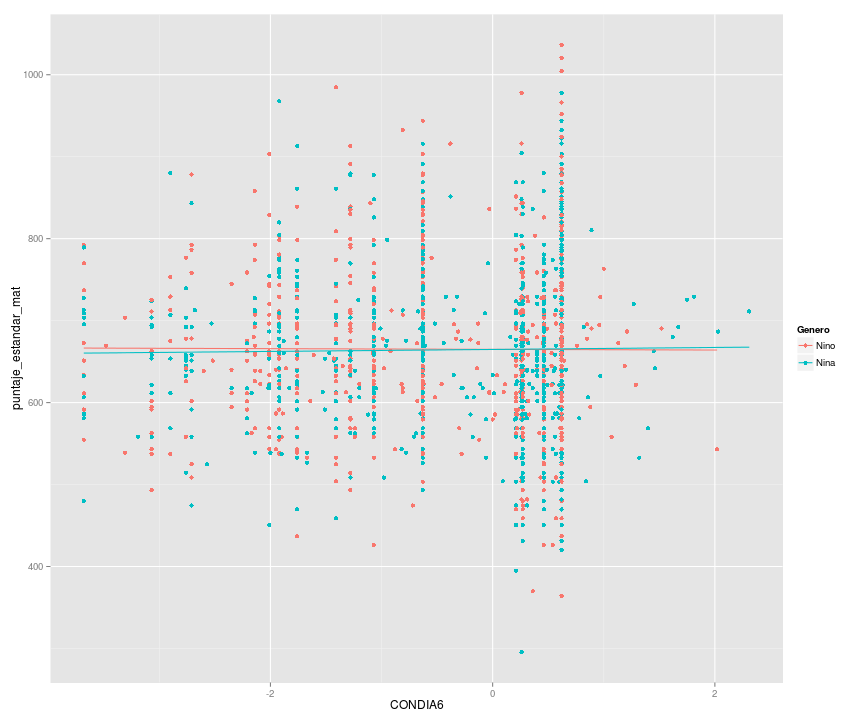 1000
800
600
400
-2
0
2
CONDIA6
puntaje_estandar_mat
Genero
Nino
Nina